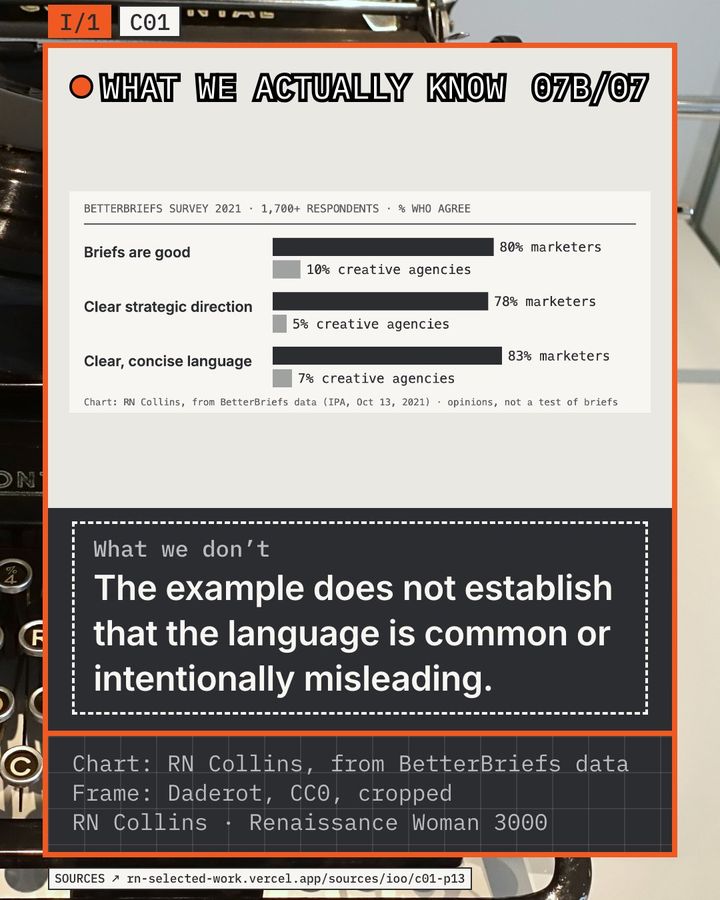 I/1 C01
WHAT WE ACTUALLY KNOW 07B/07
BETTERBRIEFS SURVEY 2021 · 1,700+ RESPONDENTS · % WHO AGREE
Briefs are good
80% marketers
10% creative agencies
Clear strategic direction
78% marketers
5% creative agencies
Clear, concise language
83% marketers
7% creative agencies
Chart: RN Collins, from BetterBriefs data (IPA, Oct 13, 2021) · opinions, not a test of briefs
What we don’t
The example does not establish
that the language is common or
intentionally misleading.
Chart: RN Collins, from BetterBriefs data
Frame: Daderot, CC0, cropped
RN Collins · Renaissance Woman 3000
SOURCES ↗ rn-selected-work.vercel.app/sources/ioo/c01-p13